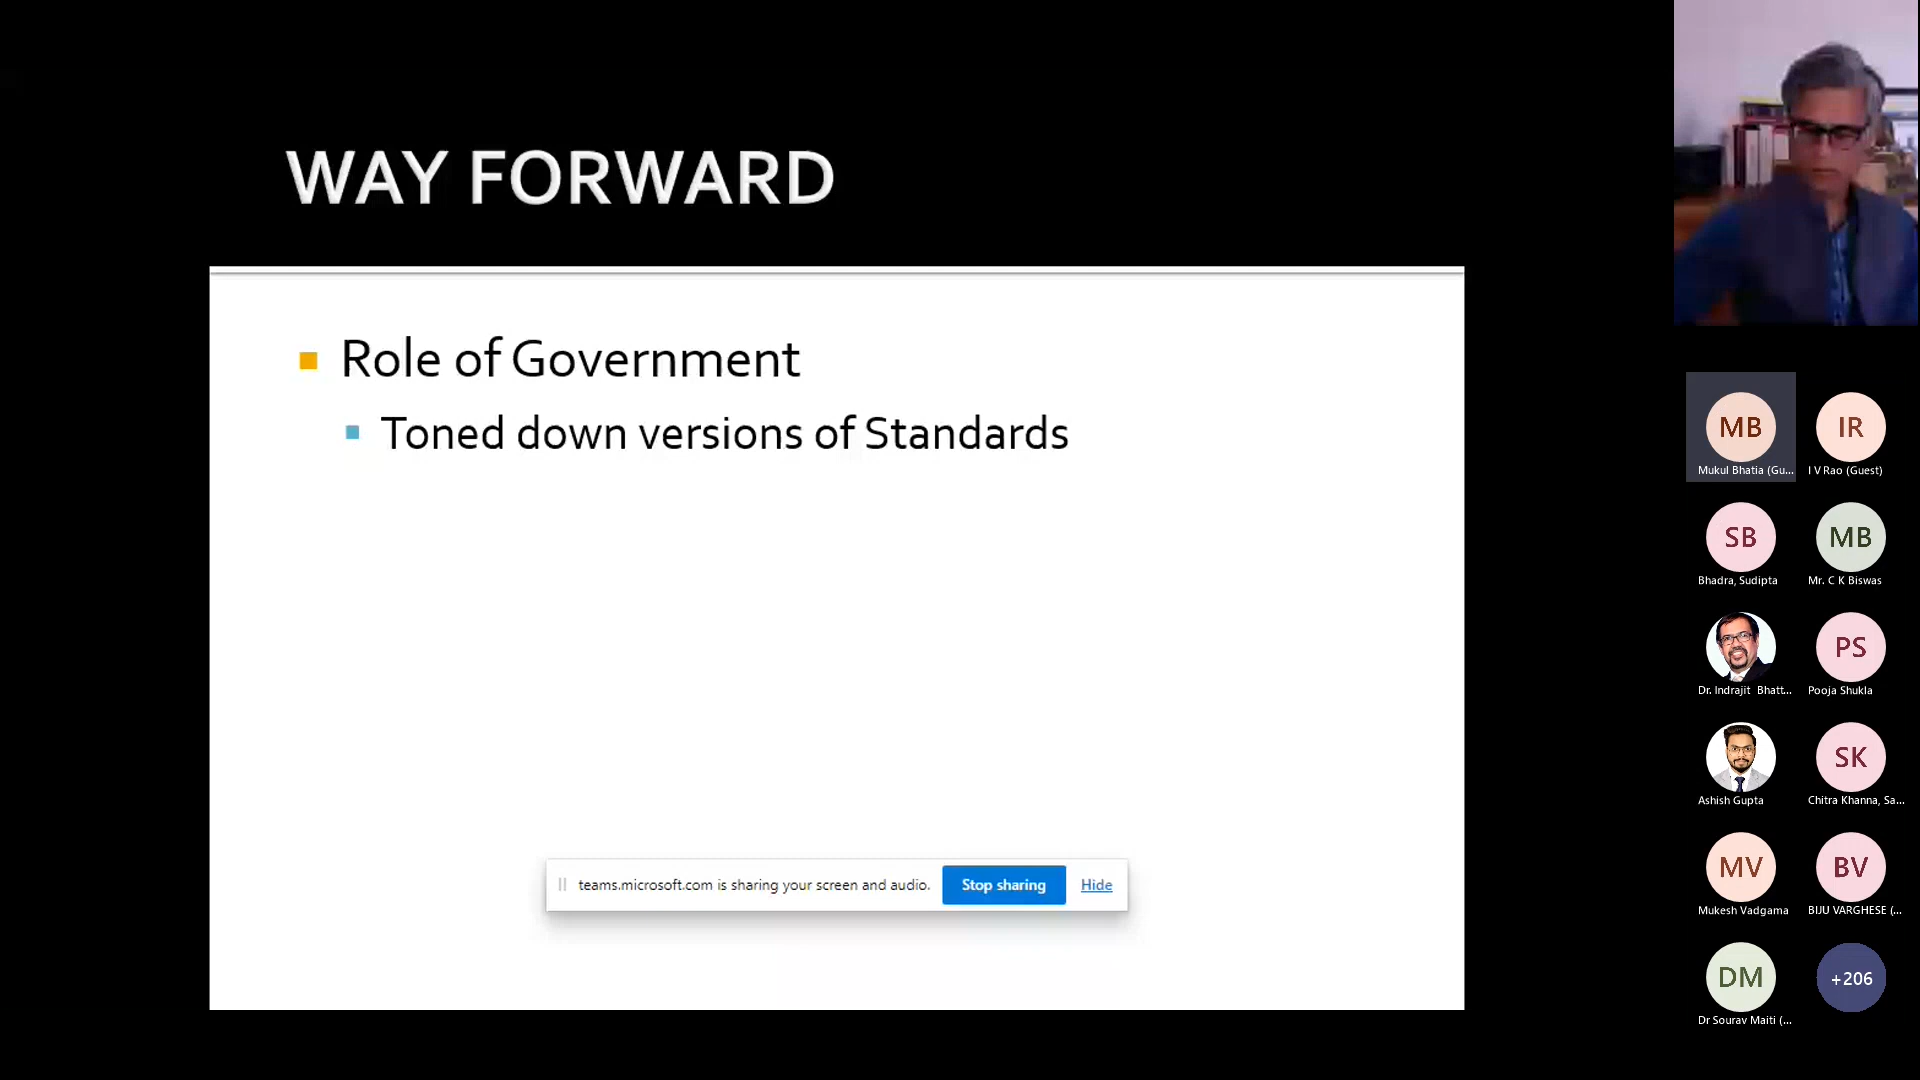 WAY FORWARD
Role of Government
Toned down versions of Standards
teams.microsoft.com is sharing your screen and audio. Stop sharing Hide
MB IR
Mukul Bhatia (Gu... I V Rao (Guest)
SB MB
Bhadra, Sudipta Mr. C K Biswas
PS
Dr. Indrajit Bhatt... Pooja Shukla
SK
Ashish Gupta Chitra Khanna, Sa...
MV BV
Mukesh Vadgama BIJU VARGHESE (...
DM +206
Dr Sourav Maiti (...